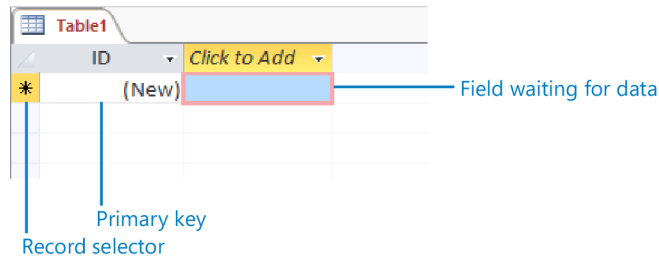 Table1
ID Click to Add
* (New)
Field waiting for data
Primary key
Record selector